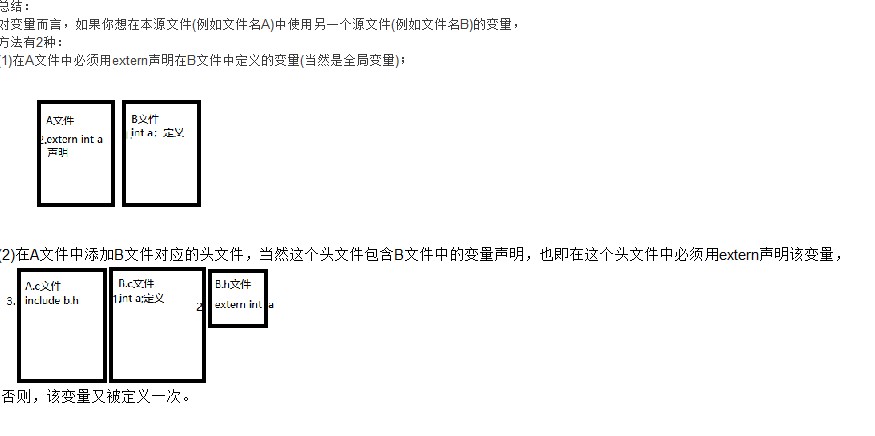 总结：
对变量而言，如果你想在本源文件(例如文件名A)中使用另一个源文件(例如文件名B)的变量，
方法有2种：
(1)在A文件中必须用extern声明在B文件中定义的变量(当然是全局变量)；
A文件
2.extern int a
声明
B文件
int a；定义
(2)在A文件中添加B文件对应的头文件，当然这个头文件包含B文件中的变量声明，也即在这个头文件中必须用extern声明该变量，
3.
A.c文件
include b.h
B.c文件
1.int a;定义
2
B.h文件
extern int a
否则，该变量又被定义一次。